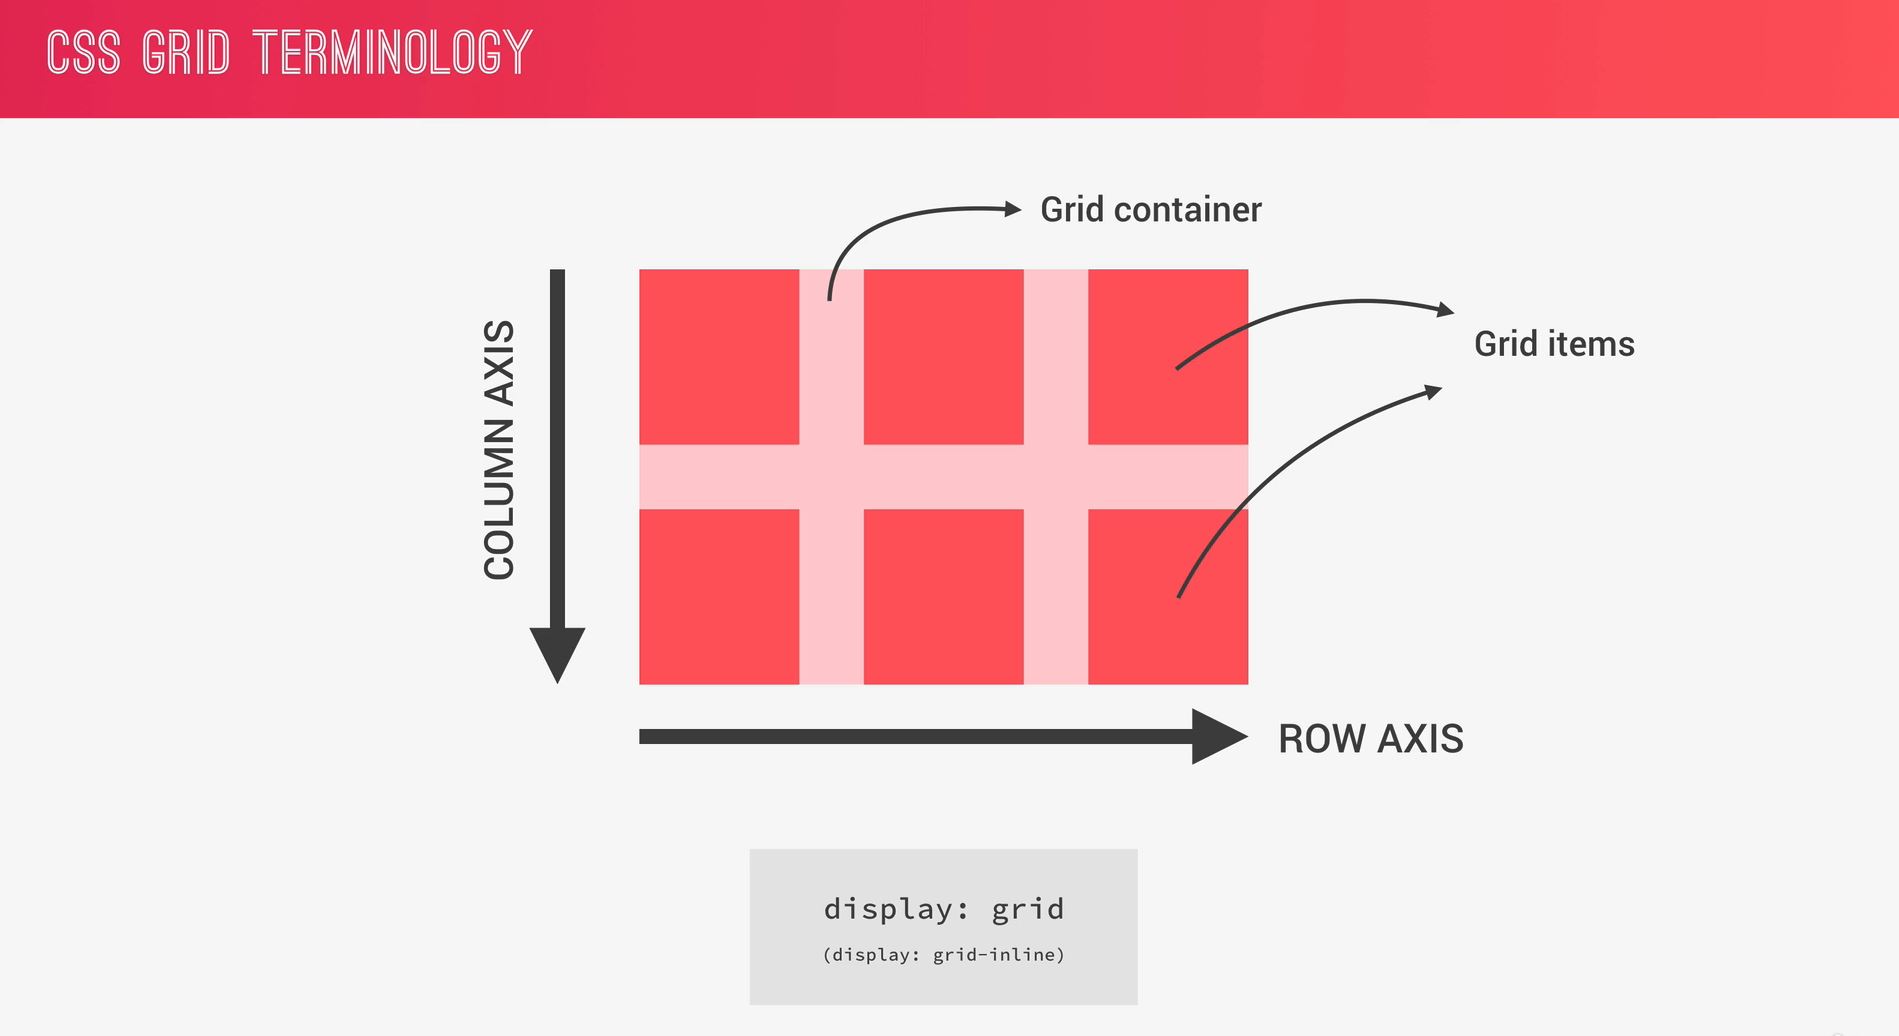 CSS GRID TERMINOLOGY
Grid container
Grid items
COLUMN AXIS
ROW AXIS
display: grid
(display: grid-inline)